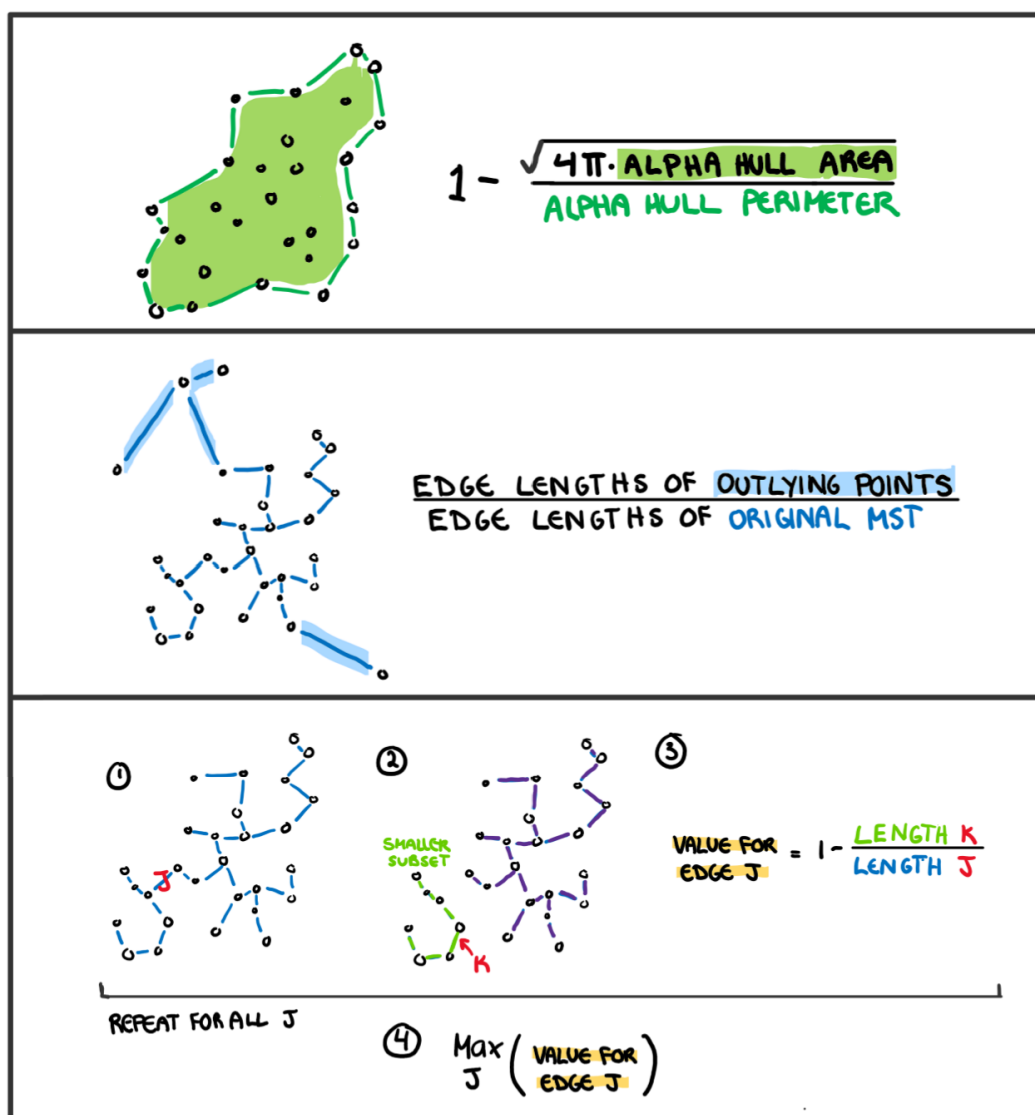 1 - √4π·ALPHA HULL AREA
ALPHA HULL PERIMETER
EDGE LENGTHS OF OUTLYING POINTS
EDGE LENGTHS OF ORIGINAL MST
①
J
②
SMALLER
SUBSET
K
③
VALUE FOR
EDGE J
= 1 -
LENGTH K
LENGTH J
REPEAT FOR ALL J
④
Max
J
(
VALUE FOR
EDGE J
)